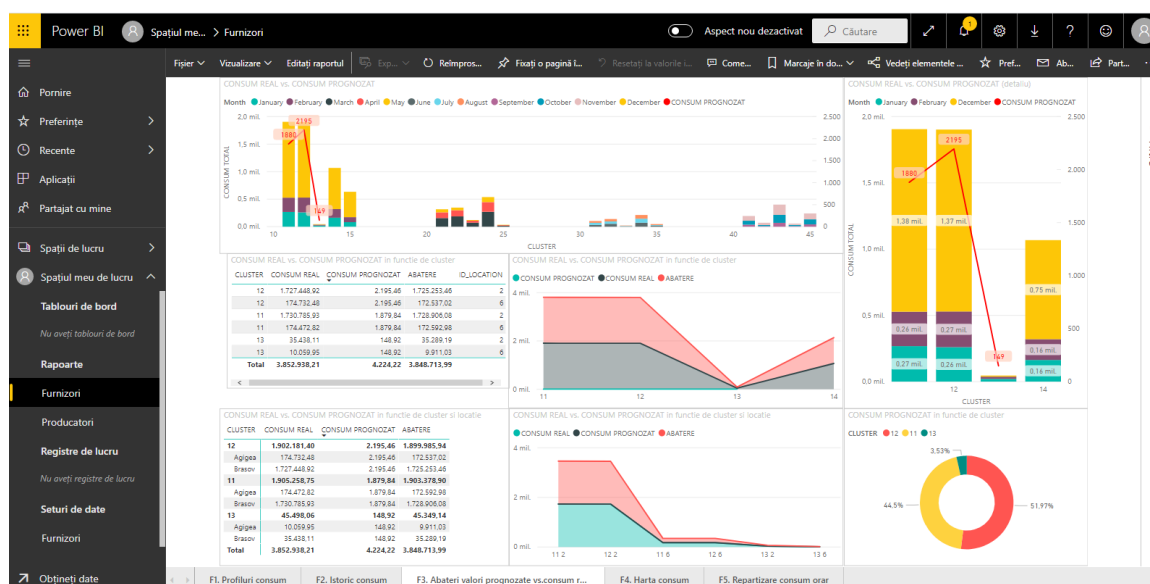 Power BI Spațiul me... > Furnizori Aspect nou dezactivat Căutare 1
Fișier Vizualizare Editați raportul Exp... Reîmpros... Fixați o pagină î... Resetați la valorile i... Come... Marcaje în do... Vedeți elementele ... Pref... Ab... Part...
Pornire
Preferințe
Recente
Aplicații
Partajat cu mine
Spații de lucru
Spațiul meu de lucru
Tablouri de bord
Nu aveți tablouri de bord
Rapoarte
Furnizori
Producatori
Registre de lucru
Nu aveți registre de lucru
Seturi de date
Furnizori
Obțineți date
CONSUM REAL vs. CONSUM PROGNOZAT
Month January February March April May June July August September October November December CONSUM PROGNOZAT
2,0 mil. 2.500
1,5 mil. 2.000
1.500
1,0 mil. 1.000
0,5 mil. 500
0,0 mil. 0
CONSUM TOTAL
1880 2195 149
10 15 20 30 35 40 45
CLUSTER
CONSUM REAL vs. CONSUM PROGNOZAT (detaliu)
Month January February December CONSUM PROGNOZAT
2,0 mil. 2.500
2.000
1,5 mil. 1.500
1,0 mil. 1.000
0,5 mil. 500
0,0 mil. 0
CONSUM TOTAL
1880 2195 149
1.38 mil. 1.37 mil. 0.75 mil.
0.26 mil. 0.27 mil. 0.16 mil.
0.27 mil. 0.26 mil. 0.16 mil.
12 14
CLUSTER
CONSUM REAL vs. CONSUM PROGNOZAT in functie de cluster
CLUSTER CONSUM REAL CONSUM PROGNOZAT ABATERE ID_LOCATION
12 1.727.448,92 2.195,46 1.725.253,46 2
12 174.732,48 2.195,46 172.537,02 6
11 1.730.785,93 1.879,84 1.728.906,08 2
11 174.472,82 1.879,84 172.592,98 6
13 35.438,11 148,92 35.289,19 2
13 10.059,95 148,92 9.911,03 6
Total 3.852.938,21 4.224,22 3.848.713,99
CONSUM REAL vs. CONSUM PROGNOZAT in functie de cluster
CONSUM PROGNOZAT CONSUM REAL ABATERE
4 mil.
2 mil.
0 mil.
11 12 13 14
CONSUM REAL vs. CONSUM PROGNOZAT in functie de cluster si locatie
CLUSTER CONSUM REAL CONSUM PROGNOZAT ABATERE
12 1.902.181,40 2.195,46 1.899.985,94
Agigea 174.732,48 2.195,46 172.537,02
Brasov 1.727.448,92 2.195,46 1.725.253,46
11 1.905.258,75 1.879,84 1.903.378,90
Agigea 174.472,82 1.879,84 172.592,98
Brasov 1.730.785,93 1.879,84 1.728.906,08
13 45.498,06 148,92 45.349,14
Agigea 10.059,95 148,92 9.911,03
Brasov 35.438,11 148,92 35.289,19
Total 3.852.938,21 4.224,22 3.848.713,99
CONSUM REAL vs. CONSUM PROGNOZAT in functie de cluster si locatie
CONSUM REAL CONSUM PROGNOZAT ABATERE
4 mil.
2 mil.
0 mil.
11 2 12 2 11 6 12 6 13 2 13 6
CONSUM PROGNOZAT in functie de cluster
CLUSTER 12 11 13
3.53%
44.5% 51.97%
F1. Profiluri consum F2. Istoric consum F3. Abateri valori prognozate vs.consum r... F4. Harta consum F5. Repartizare consum orar